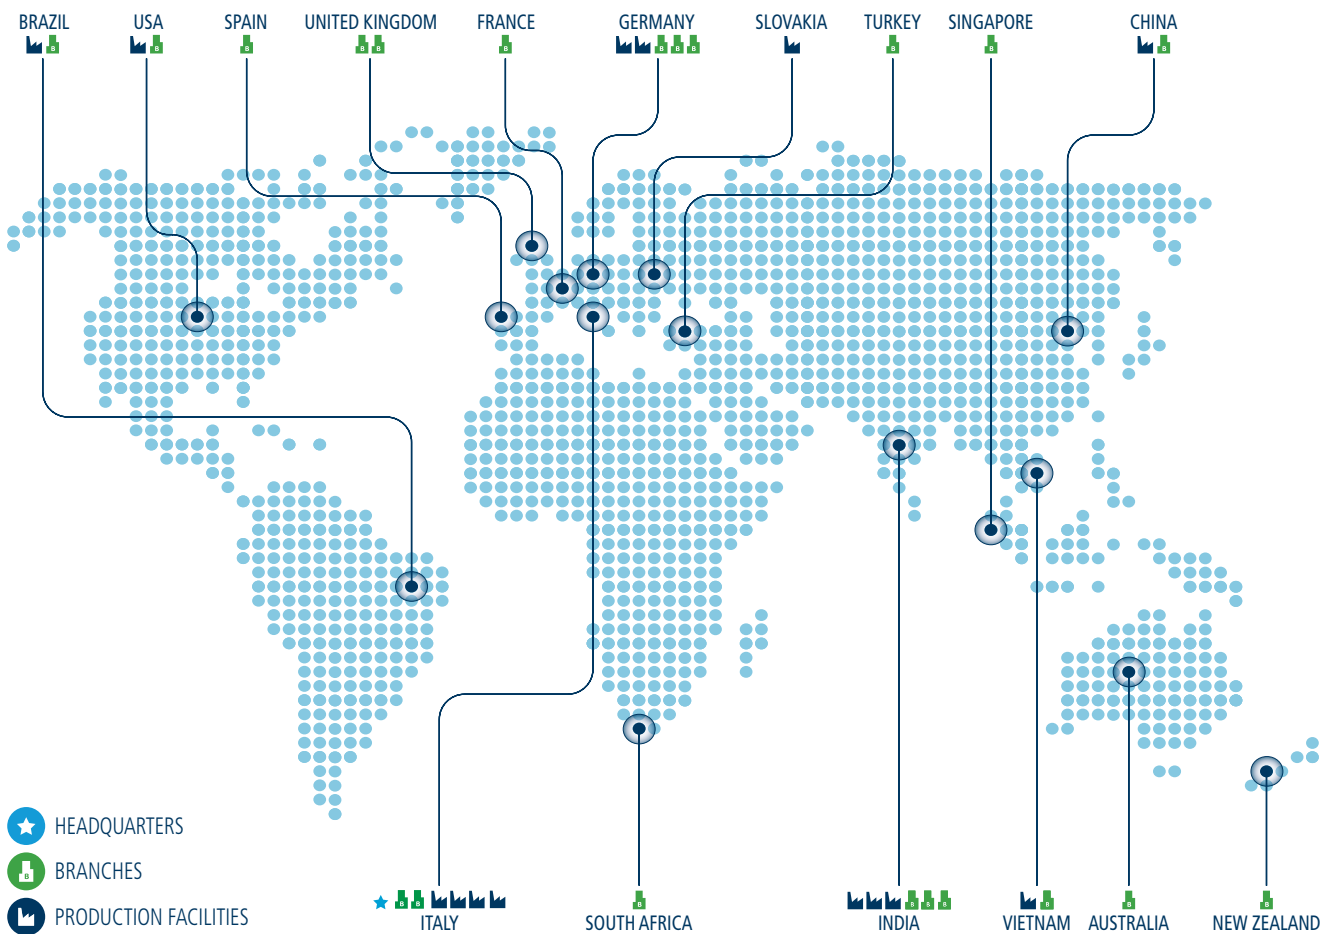 BRAZIL
USA
SPAIN
UNITED KINGDOM
FRANCE
GERMANY
SLOVAKIA
TURKEY
SINGAPORE
CHINA
B
B
B
B B
B
B B B
B
B
B
HEADQUARTERS
B BRANCHES
PRODUCTION FACILITIES
B B
B
B B B
B
B
B
ITALY
SOUTH AFRICA
INDIA
VIETNAM
AUSTRALIA
NEW ZEALAND